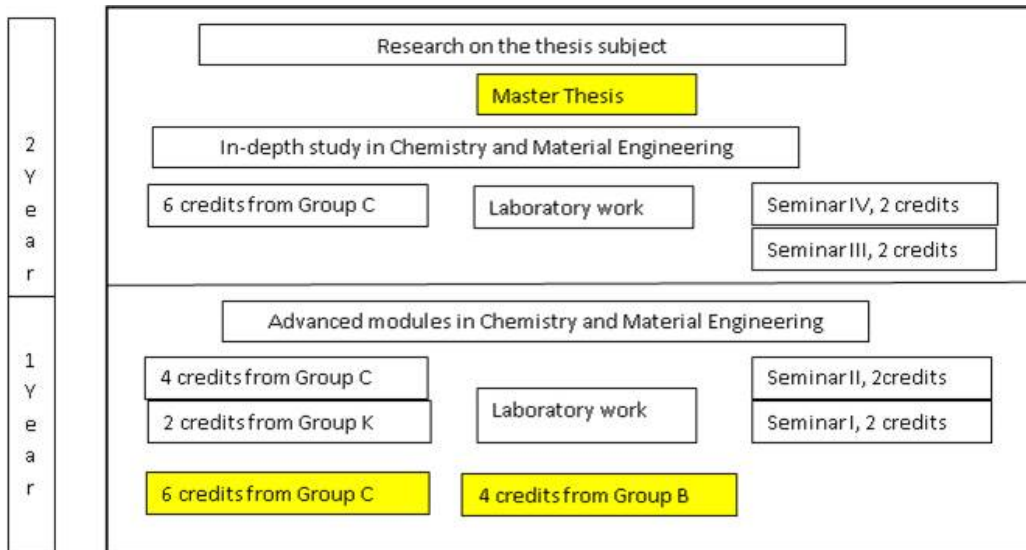 Research on the thesis subject
Master Thesis
2 Year
In-depth study in Chemistry and Material Engineering
6 credits from Group C
Laboratory work
Seminar IV, 2 credits
Seminar III, 2 credits
Advanced modules in Chemistry and Material Engineering
1 Year
4 credits from Group C
Laboratory work
Seminar II, 2credits
2 credits from Group K
Seminar I, 2 credits
6 credits from Group C
4 credits from Group B